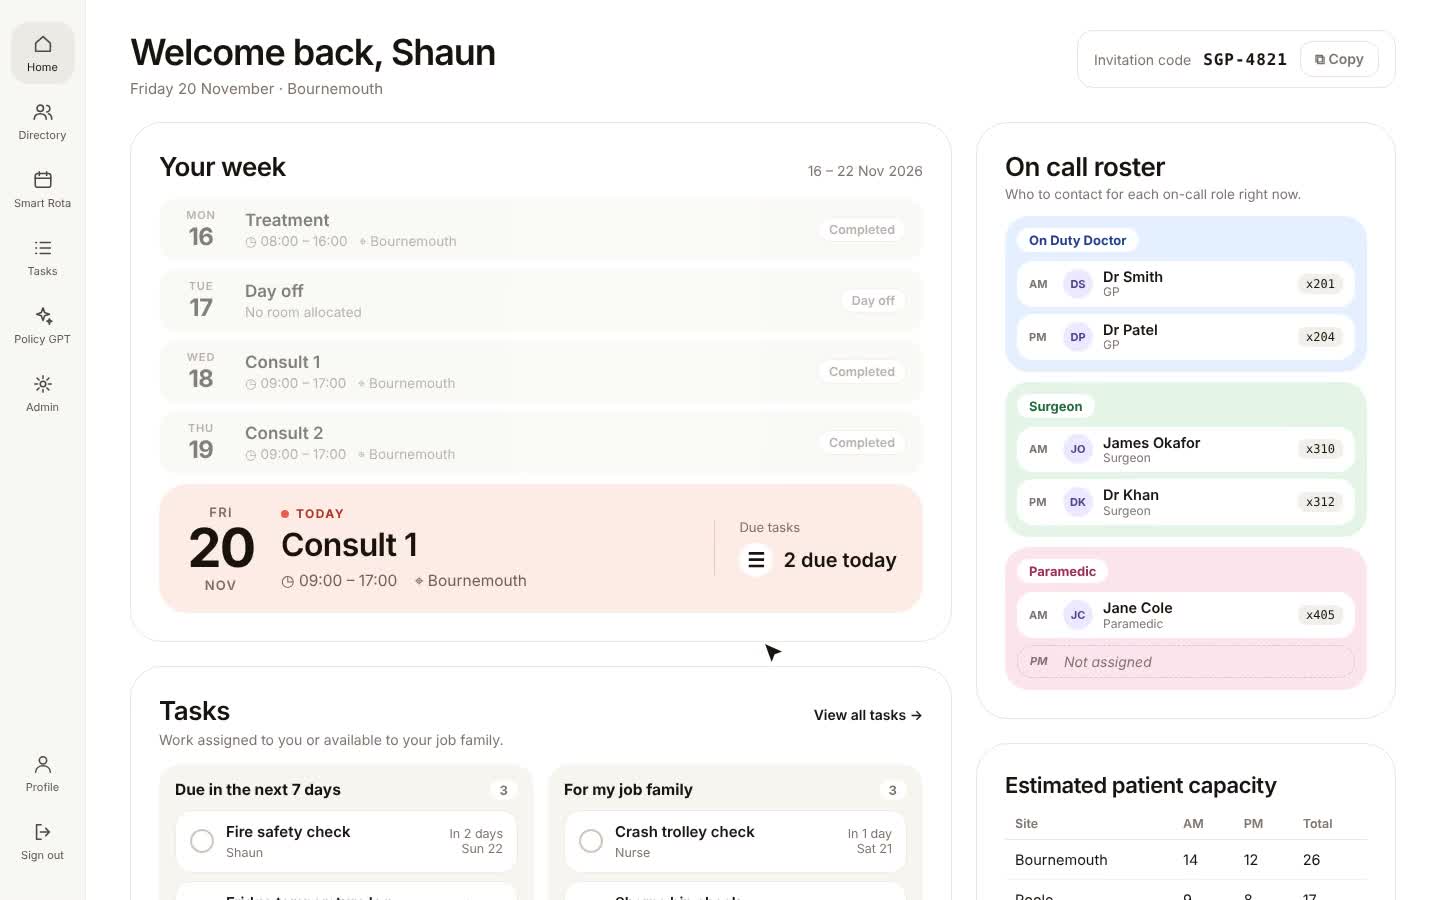 Home
Directory
Smart Rota
Tasks
Policy GPT
Admin
Profile
Sign out
Welcome back, Shaun
Friday 20 November · Bournemouth
Invitation code SGP-4821 Copy
Your week
16 – 22 Nov 2026
MON
16
Treatment
08:00 – 16:00 Bournemouth
Completed
TUE
17
Day off
No room allocated
Day off
WED
18
Consult 1
09:00 – 17:00 Bournemouth
Completed
THU
19
Consult 2
09:00 – 17:00 Bournemouth
Completed
FRI
20
NOV
TODAY
Consult 1
09:00 – 17:00 Bournemouth
Due tasks
2 due today
Tasks
Work assigned to you or available to your job family.
View all tasks →
Due in the next 7 days 3
Fire safety check
Shaun
In 2 days
Sun 22
For my job family 3
Crash trolley check
Nurse
In 1 day
Sat 21
On call roster
Who to contact for each on-call role right now.
On Duty Doctor
AM DS Dr Smith
GP
x201
PM DP Dr Patel
GP
x204
Surgeon
AM JO James Okafor
Surgeon
x310
PM DK Dr Khan
Surgeon
x312
Paramedic
AM JC Jane Cole
Paramedic
x405
PM Not assigned
Estimated patient capacity
Site AM PM Total
Bournemouth 14 12 26
Poole 9 8 17